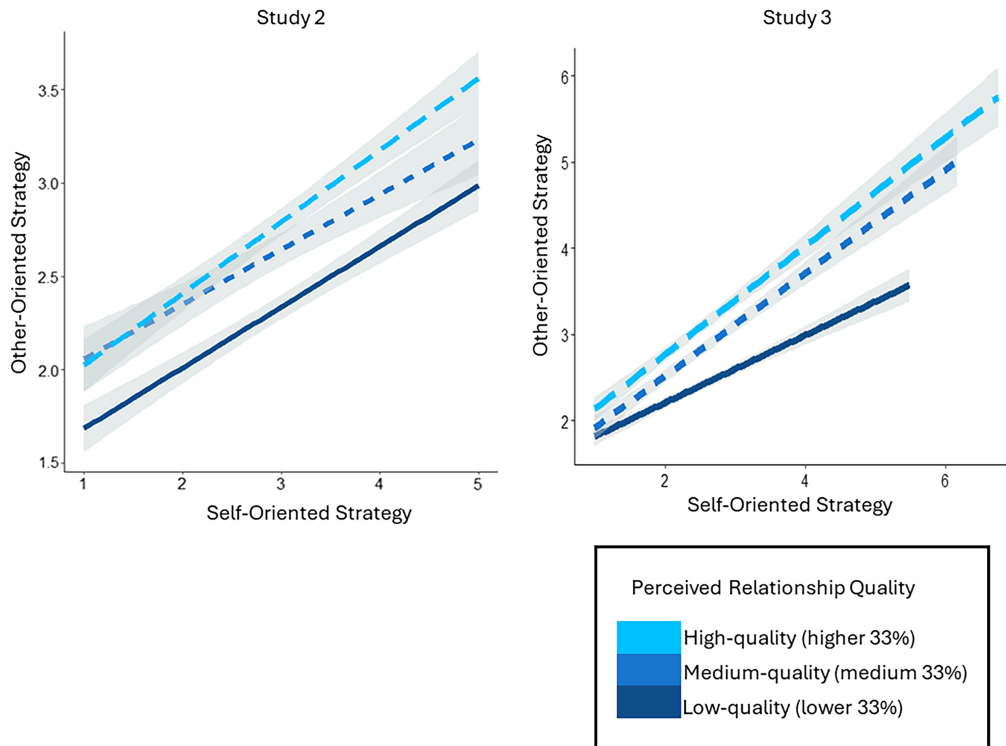 Study 2
Other-Oriented Strategy
3.5
3.0
2.5
2.0
1.5
1 2 3 4 5
Self-Oriented Strategy
Study 3
Other-Oriented Strategy
6
5
4
3
2
2 4 6
Self-Oriented Strategy
Perceived Relationship Quality
High-quality (higher 33%)
Medium-quality (medium 33%)
Low-quality (lower 33%)